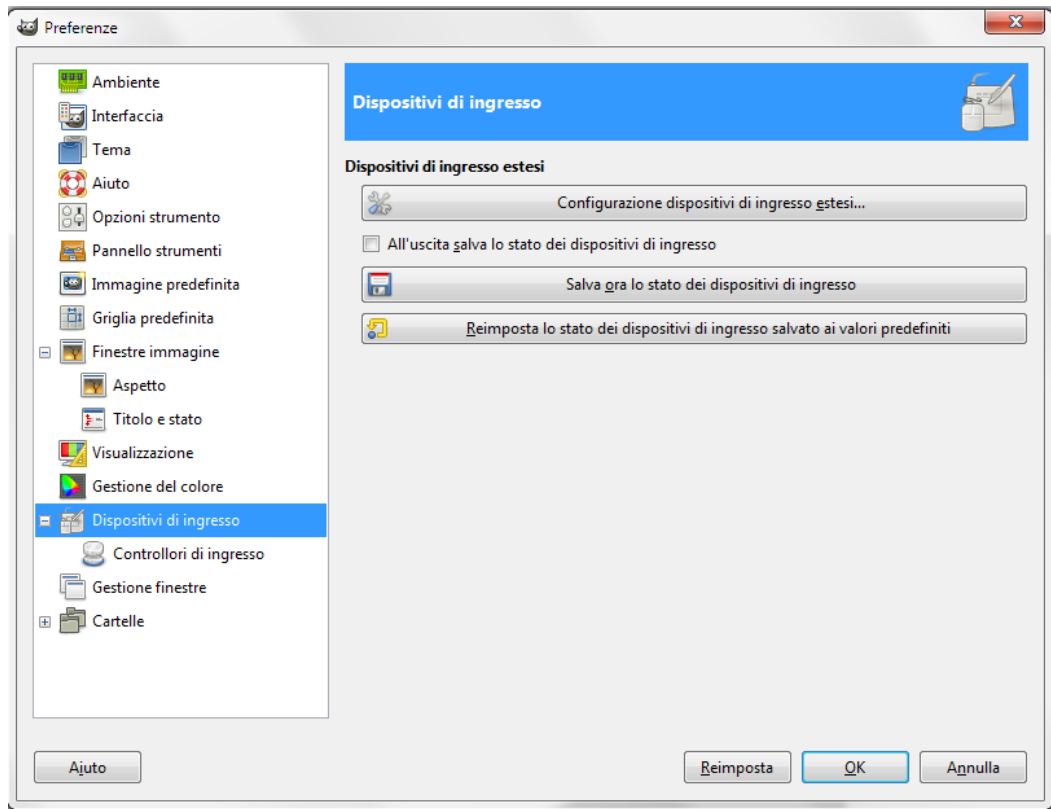 Preferenze
Ambiente
Interfaccia
Tema
Aiuto
Opzioni strumento
Pannello strumenti
Immagine predefinita
Griglia predefinita
Finestre immagine
Aspetto
Titolo e stato
Visualizzazione
Gestione del colore
Dispositivi di ingresso
Controllori di ingresso
Gestione finestre
Cartelle
Dispositivi di ingresso
Dispositivi di ingresso estesi
Configurazione dispositivi di ingresso estesi...
All'uscita salva lo stato dei dispositivi di ingresso
Salva ora lo stato dei dispositivi di ingresso
Reimposta lo stato dei dispositivi di ingresso salvato ai valori predefiniti
Aiuto
Reimposta
OK
Annulla